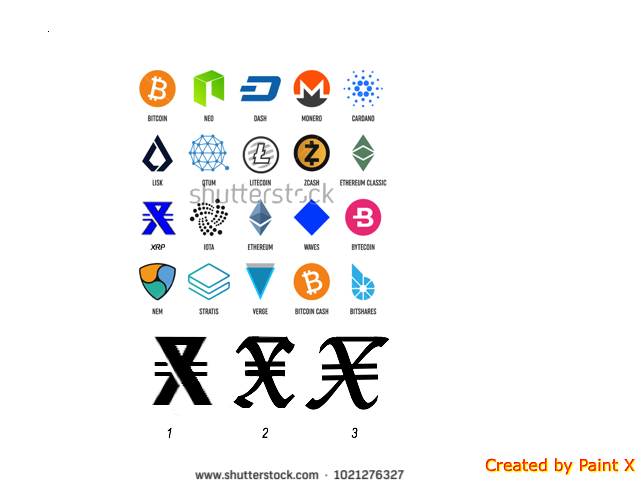 BITCOIN NEO DASH MONERO CARDANO
LISK QTUM LITECOIN ZCASH ETHEREUM CLASSIC
shutterstock
XRP IOTA ETHEREUM WAVES BYTECOIN
NEM STRATIS VERGE BITCOIN CASH BITSHARES
1 2 3
Created by Paint X
www.shutterstock.com · 1021276327